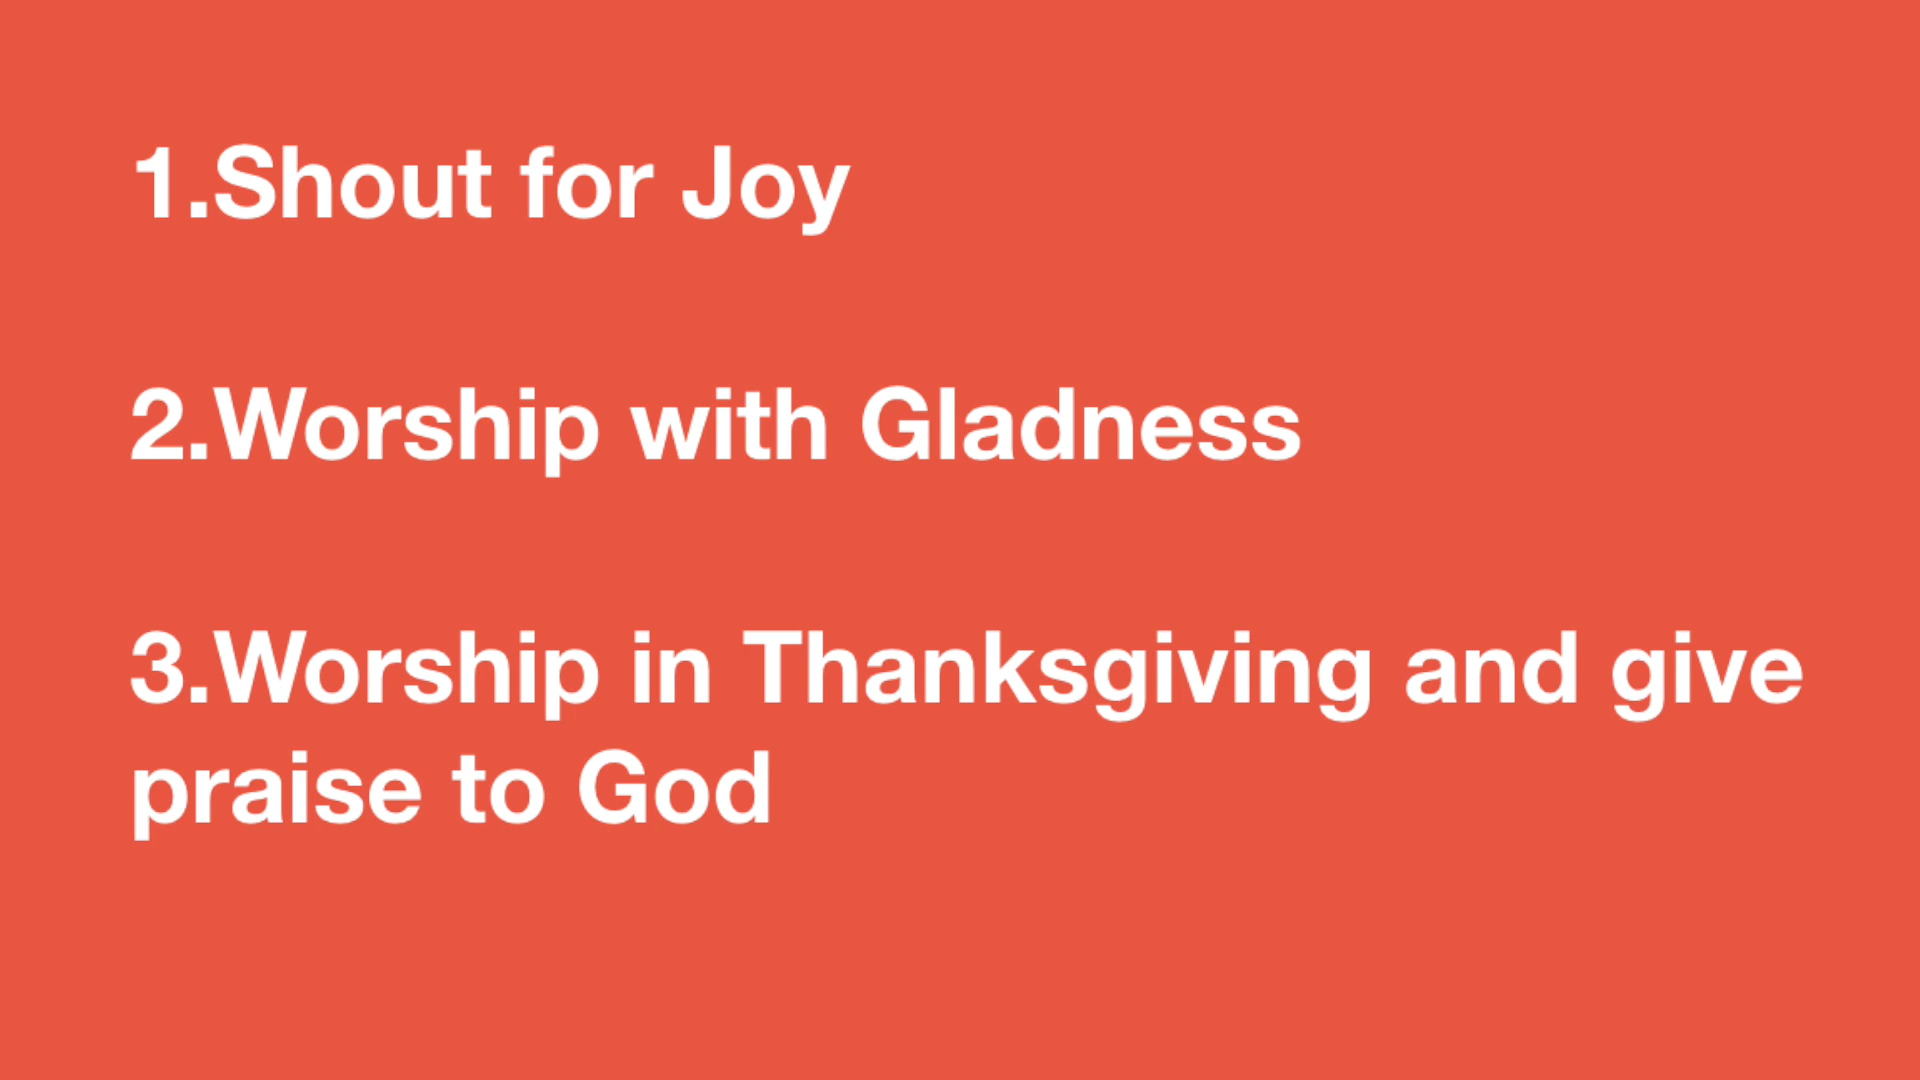 1.Shout for Joy
2.Worship with Gladness
3.Worship in Thanksgiving and give
praise to God